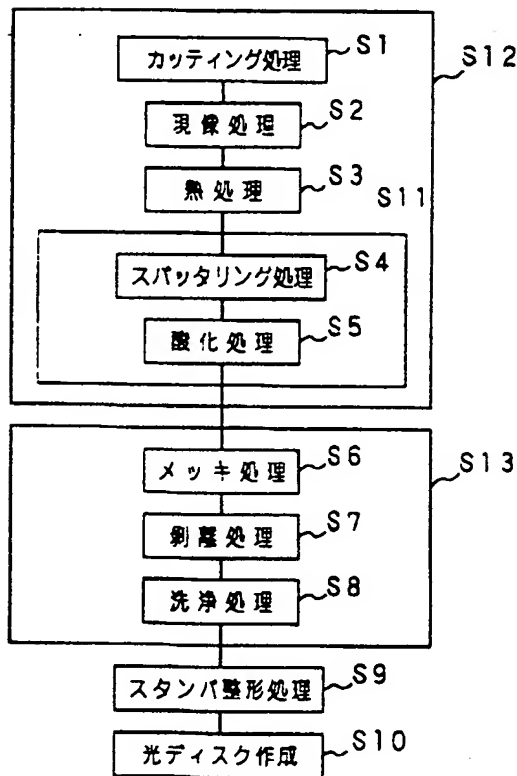 カッティング処理 S1
S12
現像処理 S2
熱処理 S3
S11
スパッタリング処理 S4
酸化処理 S5
メッキ処理 S6
S13
剥離処理 S7
洗浄処理 S8
スタンパ整形処理 S9
光ディスク作成 S10